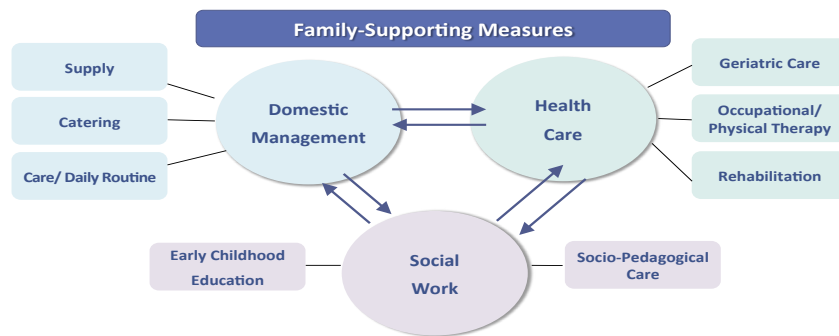 Family-Supporting Measures
Supply
Catering
Care/ Daily Routine
Domestic
Management
Health
Care
Geriatric Care
Occupational/
Physical Therapy
Rehabilitation
Early Childhood
Education
Social
Work
Socio-Pedagogical
Care